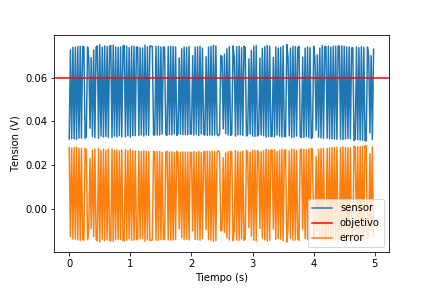 0.06
0.04
0.02
0.00
Tension (V)
0
1
2
3
4
5
Tiempo (s)
sensor
objetivo
error